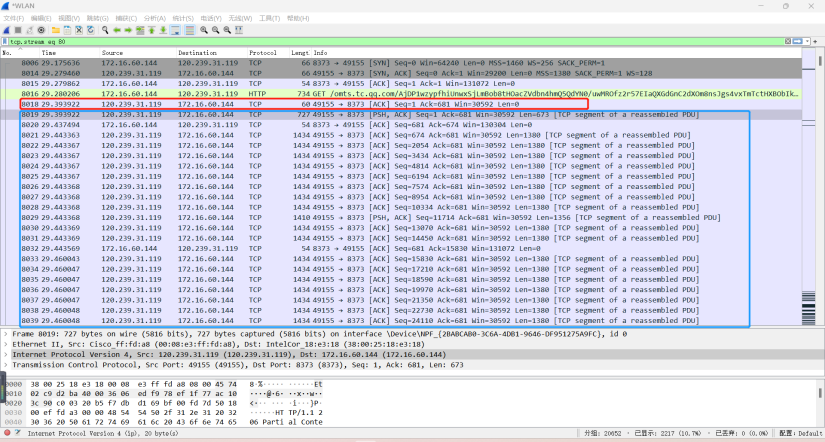 *WLAN
文件(F) 编辑(E) 视图(V) 跳转(G) 捕获(C) 分析(A) 统计(S) 电话(Y) 无线(W) 工具(T) 帮助(H)
tcp.stream eq 80
No. Time Source Destination Protocol Lengt Info
8006 29.175636 172.16.60.144 120.239.31.119 TCP 66 8373 → 49155 [SYN] Seq=0 Win=64240 Len=0 MSS=1460 WS=256 SACK_PERM=1
8014 29.279460 120.239.31.119 172.16.60.144 TCP 66 49155 → 8373 [SYN, ACK] Seq=0 Ack=1 Win=29200 Len=0 MSS=1380 SACK_PERM=1 WS=128
8015 29.279862 172.16.60.144 120.239.31.119 TCP 54 8373 → 49155 [ACK] Seq=1 Ack=1 Win=131072 Len=0
8016 29.280206 172.16.60.144 120.239.31.119 HTTP
8018 29.393922 120.239.31.119 172.16.60.144 TCP 60 49155 → 8373 [ACK] Seq=1 Ack=681 Win=30592 Len=0
8019 29.393922 120.239.31.119 172.16.60.144 TCP 727 49155 → 8373 [PSH, ACK] Seq=1 Ack=681 Win=30592 Len=673 [TCP segment of a reassembled PDU]
8020 29.437494 172.16.60.144 120.239.31.119 TCP 54 8373 → 49155 [ACK] Seq=681 Ack=674 Win=130304 Len=0
8021 29.443363 120.239.31.119 172.16.60.144 TCP 1434 49155 → 8373 [ACK] Seq=674 Ack=681 Win=30592 Len=1380 [TCP segment of a reassembled PDU]
8022 29.443363 120.239.31.119 172.16.60.144 TCP 1434 49155 → 8373 [ACK] Seq=2054 Ack=681 Win=30592 Len=1380 [TCP segment of a reassembled PDU]
8023 29.443363 120.239.31.119 172.16.60.144 TCP 1434 49155 → 8373 [ACK] Seq=3434 Ack=681 Win=30592 Len=1380 [TCP segment of a reassembled PDU]
8024 29.443363 120.239.31.119 172.16.60.144 TCP 1434 49155 → 8373 [ACK] Seq=4814 Ack=681 Win=30592 Len=1380 [TCP segment of a reassembled PDU]
8025 29.443363 120.239.31.119 172.16.60.144 TCP 1434 49155 → 8373 [ACK] Seq=6194 Ack=681 Win=30592 Len=1380 [TCP segment of a reassembled PDU]
8026 29.443368 120.239.31.119 172.16.60.144 TCP 1434 49155 → 8373 [ACK] Seq=7574 Ack=681 Win=30592 Len=1380 [TCP segment of a reassembled PDU]
8027 29.443368 120.239.31.119 172.16.60.144 TCP 1434 49155 → 8373 [ACK] Seq=8954 Ack=681 Win=30592 Len=1380 [TCP segment of a reassembled PDU]
8028 29.443368 120.239.31.119 172.16.60.144 TCP 1434 49155 → 8373 [ACK] Seq=10334 Ack=681 Win=30592 Len=1380 [TCP segment of a reassembled PDU]
8029 29.443368 120.239.31.119 172.16.60.144 TCP 1410 49155 → 8373 [PSH, ACK] Seq=11714 Ack=681 Win=30592 Len=1356 [TCP segment of a reassembled PDU]
8030 29.443369 120.239.31.119 172.16.60.144 TCP 1434 49155 → 8373 [ACK] Seq=13070 Ack=681 Win=30592 Len=1380 [TCP segment of a reassembled PDU]
8031 29.443369 120.239.31.119 172.16.60.144 TCP 1434 49155 → 8373 [ACK] Seq=14450 Ack=681 Win=30592 Len=1380 [TCP segment of a reassembled PDU]
8032 29.443569 172.16.60.144 120.239.31.119 TCP 54 8373 → 49155 [ACK] Seq=681 Ack=15830 Win=131072 Len=0
8033 29.460043 120.239.31.119 172.16.60.144 TCP 1434 49155 → 8373 [ACK] Seq=15830 Ack=681 Win=30592 Len=1380 [TCP segment of a reassembled PDU]
8034 29.460047 120.239.31.119 172.16.60.144 TCP 1434 49155 → 8373 [ACK] Seq=17210 Ack=681 Win=30592 Len=1380 [TCP segment of a reassembled PDU]
8035 29.460047 120.239.31.119 172.16.60.144 TCP 1434 49155 → 8373 [ACK] Seq=18590 Ack=681 Win=30592 Len=1380 [TCP segment of a reassembled PDU]
8036 29.460047 120.239.31.119 172.16.60.144 TCP 1434 49155 → 8373 [ACK] Seq=19970 Ack=681 Win=30592 Len=1380 [TCP segment of a reassembled PDU]
8037 29.460047 120.239.31.119 172.16.60.144 TCP 1434 49155 → 8373 [ACK] Seq=21350 Ack=681 Win=30592 Len=1380 [TCP segment of a reassembled PDU]
8038 29.460048 120.239.31.119 172.16.60.144 TCP 1434 49155 → 8373 [ACK] Seq=22730 Ack=681 Win=30592 Len=1380 [TCP segment of a reassembled PDU]
8039 29.460048 120.239.31.119 172.16.60.144 TCP 1434 49155 → 8373 [ACK] Seq=24110 Ack=681 Win=30592 Len=1380 [TCP segment of a reassembled PDU]
Frame 8019: 727 bytes on wire (5816 bits), 727 bytes captured (5816 bits) on interface \Device\NPF_{2BABCAB0-3C6A-4DB1-9646-DF951275A9FC}, id 0
Ethernet II, Src: Cisco_ff:fd:a8 (00:08:e3:ff:fd:a8), Dst: IntelCor_18:e3:18 (38:00:25:18:e3:18)
Internet Protocol Version 4, Src: 120.239.31.119 (120.239.31.119), Dst: 172.16.60.144 (172.16.60.144)
Transmission Control Protocol, Src Port: 49155 (49155), Dst Port: 8373 (8373), Seq: 1, Ack: 681, Len: 673
0000 38 00 25 18 e3 18 00 08 e3 ff fd a8 08 00 45 74
0010 02 c9 d2 ba 40 00 36 06 ed f9 78 ef 1f 77 ac 10
0020 3c 90 c0 03 20 b5 f7 db d1 69 bf 00 fd 7d 50 18
0030 00 ef fd a3 00 00 48 54 54 50 2f 31 2e 31 20 32 ······HT TP/1.1 2
0040 30 36 20 50 61 72 74 69 61 6c 20 43 6f 6e 74 65 06 Parti al Conte
Internet Protocol Version 4 (ip), 20 byte(s)
分组: 20652 · 已显示: 2217 (10.7%) · 已丢弃: 0 (0.0%)
配置: Default